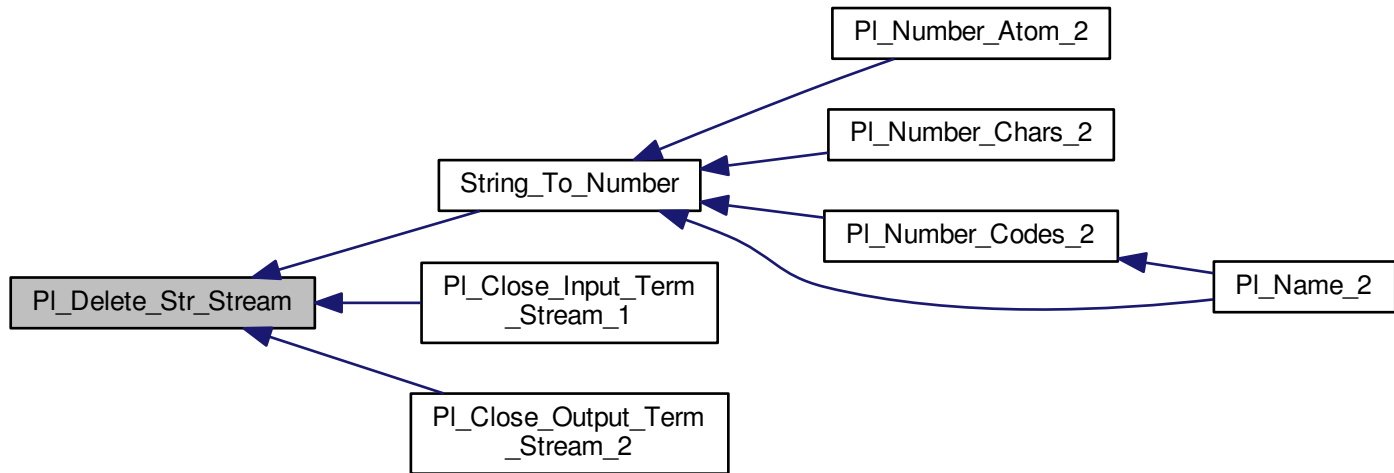 Pl_Number_Atom_2
Pl_Number_Chars_2
String_To_Number
Pl_Number_Codes_2
Pl_Name_2
Pl_Delete_Str_Stream
Pl_Close_Input_Term
_Stream_1
Pl_Close_Output_Term
_Stream_2